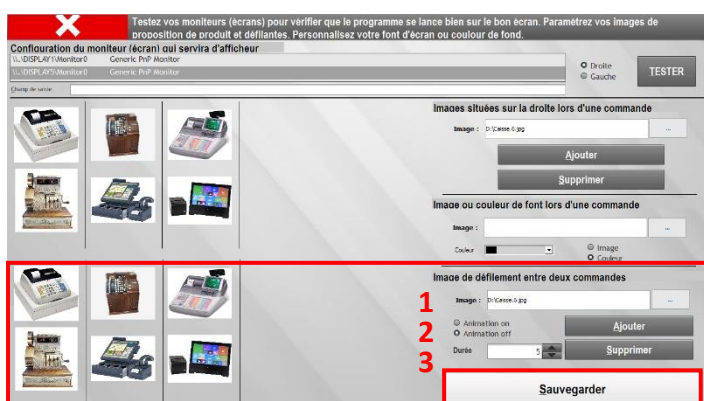 Testez vos moniteurs (écrans) pour vérifier que le programme se lance bien sur le bon écran. Paramétrez vos images de
proposition de produit et défilantes. Personnalisez votre font d'écran ou couleur de fond.
Configuration du moniteur (écran) qui servira d'afficheur
\\.\DISPLAY1\Monitor0 Generic PnP Monitor
\\.\DISPLAY5\Monitor0 Generic PnP Monitor
Droite
Gauche
TESTER
Champ de saisie
Images situées sur la droite lors d'une commande
Image : D:\Caisse.6.jpg ...
Ajouter
Supprimer
Image ou couleur de font lors d'une commande
Image : ...
Couleur
Image
Couleur
Image de défilement entre deux commandes
1 Image : D:\Caisse.6.jpg ...
2 Animation on
Animation off
Ajouter
3 Durée 5
Supprimer
Sauvegarder